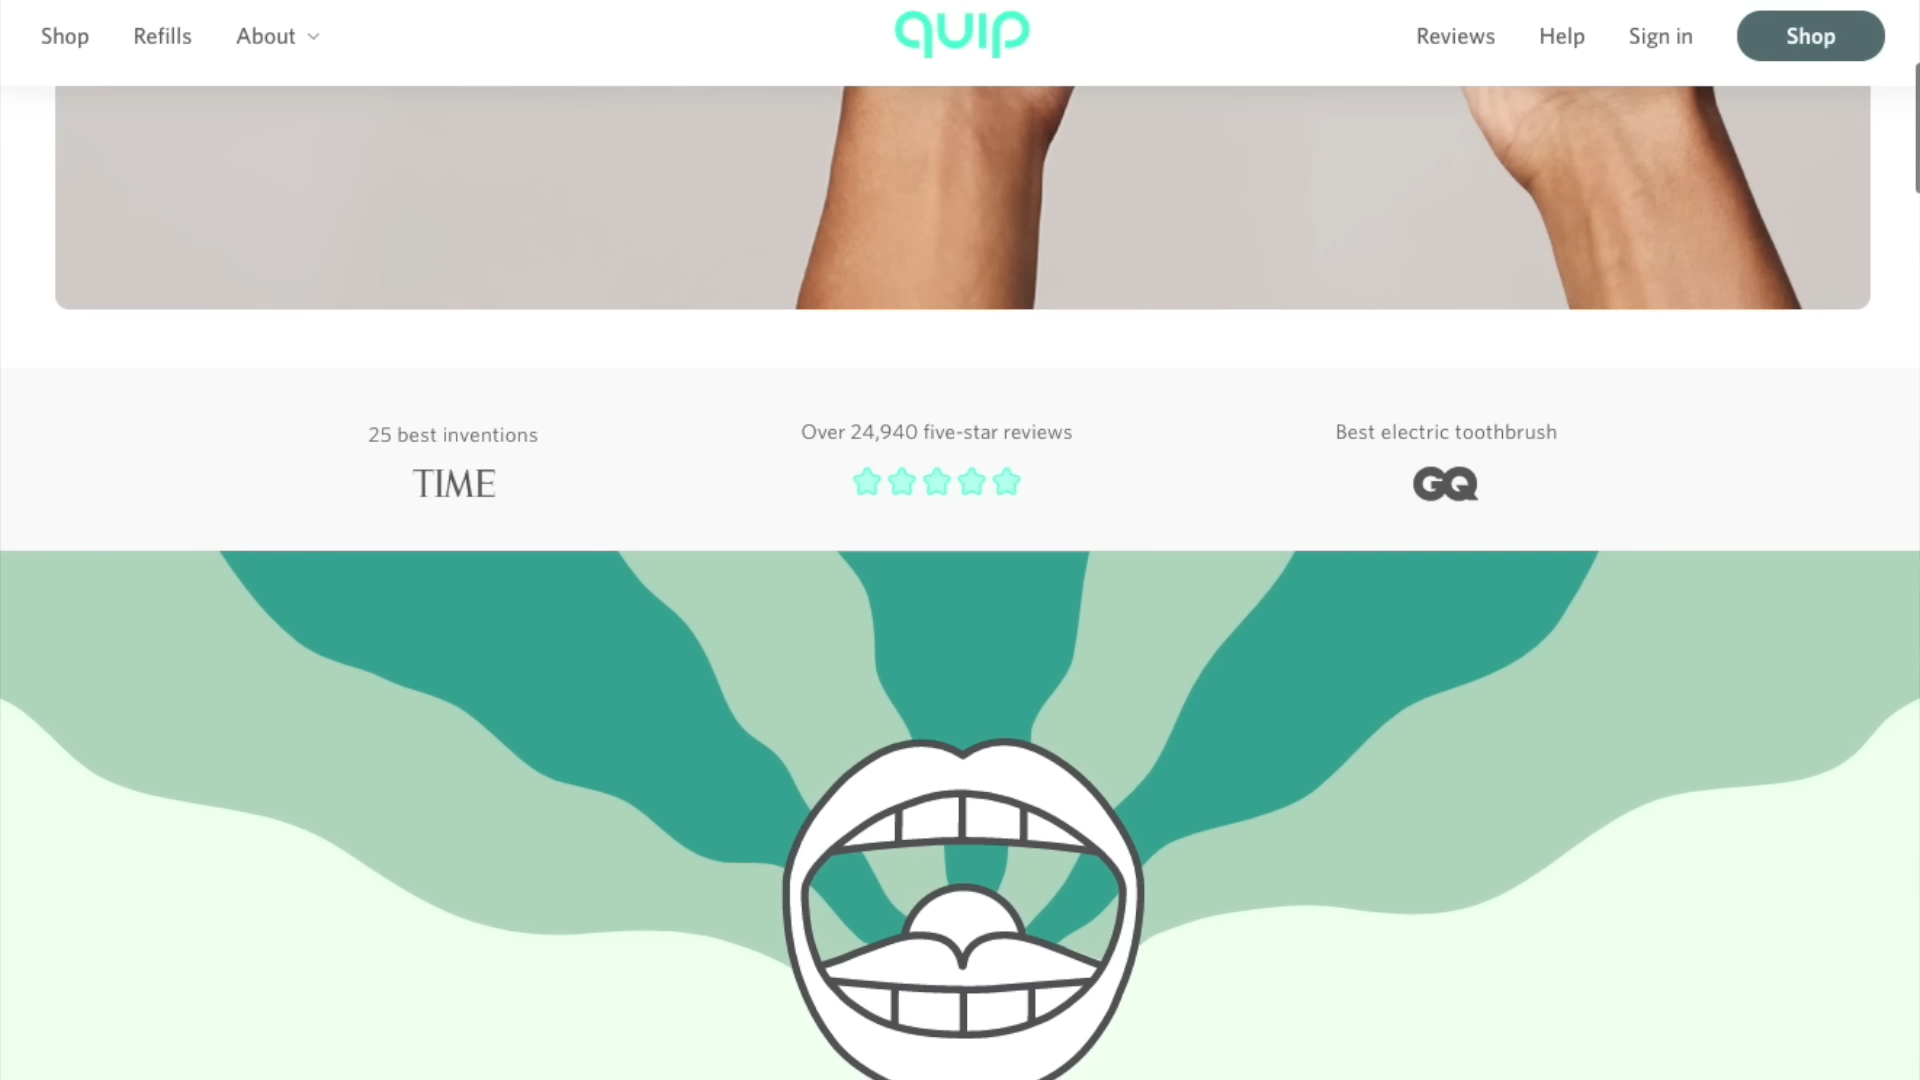 Shop Refills About quip Reviews Help Sign in Shop
25 best inventions
TIME
Over 24,940 five-star reviews
Best electric toothbrush
GQ